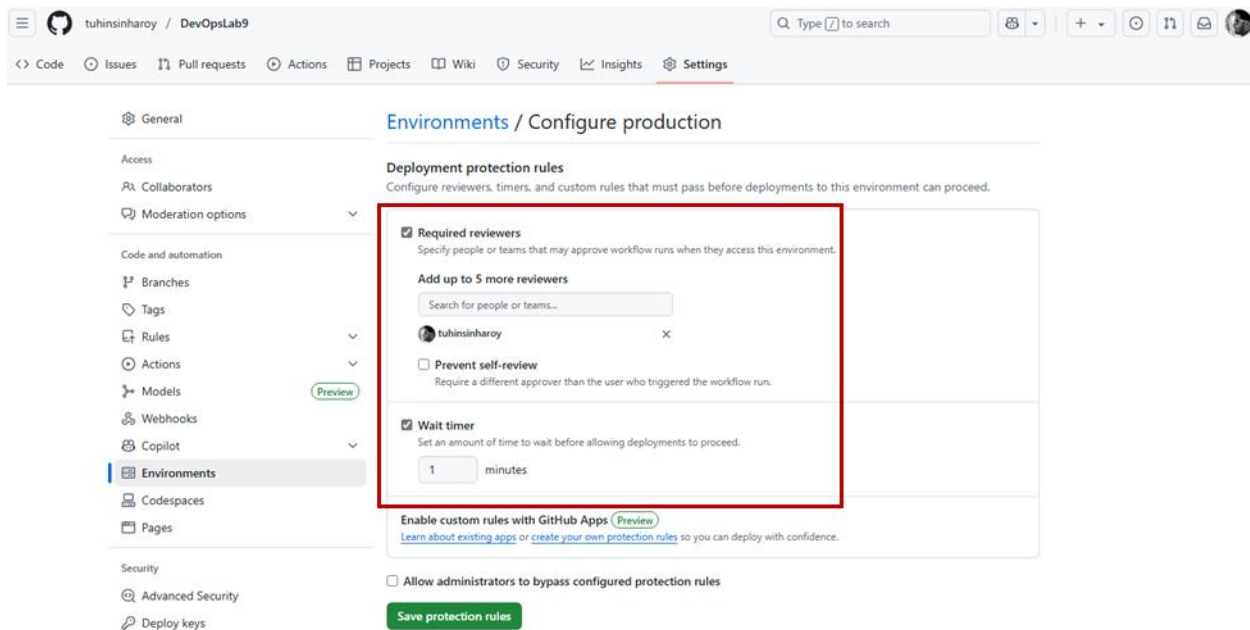 tuhinsinharoy / DevOpsLab9
Type / to search
Code
Issues
Pull requests
Actions
Projects
Wiki
Security
Insights
Settings
General
Access
Collaborators
Moderation options
Code and automation
Branches
Tags
Rules
Actions
Models Preview
Webhooks
Copilot
Environments
Codespaces
Pages
Security
Advanced Security
Deploy keys
Environments / Configure production
Deployment protection rules
Configure reviewers, timers, and custom rules that must pass before deployments to this environment can proceed.
Required reviewers
Specify people or teams that may approve workflow runs when they access this environment.
Add up to 5 more reviewers
Search for people or teams...
tuhinsinharoy
Prevent self-review
Require a different approver than the user who triggered the workflow run.
Wait timer
Set an amount of time to wait before allowing deployments to proceed.
1 minutes
Enable custom rules with GitHub Apps Preview
Learn about existing apps or create your own protection rules so you can deploy with confidence.
Allow administrators to bypass configured protection rules
Save protection rules